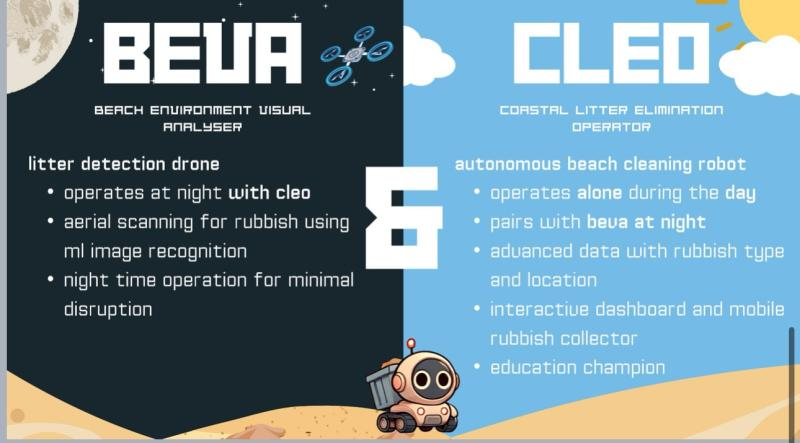 BEVA
BEACH ENVIRONMENT VISUAL
ANALYSER
litter detection drone
• operates at night with cleo
• aerial scanning for rubbish using
ml image recognition
• night time operation for minimal
disruption
&
CLEO
COASTAL LITTER ELIMINATION
OPERATOR
autonomous beach cleaning robot
• operates alone during the day
• pairs with beva at night
• advanced data with rubbish type
and location
• interactive dashboard and mobile
rubbish collector
• education champion